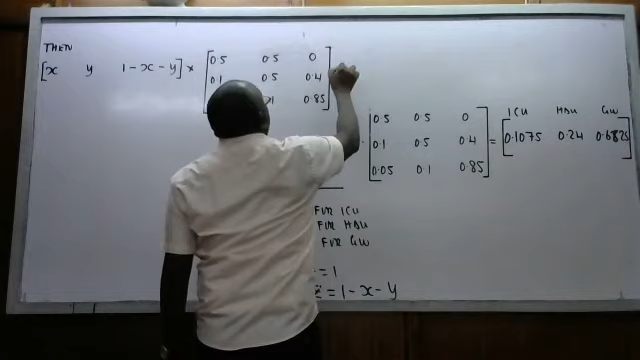 THEN
[x y 1-x-y] × [0.5 0.5 0
0.1 0.5 0.4
0.85]
[0.5 0.5 0
0.1 0.5 0.4
0.05 0.1 0.85] =
ICU HDU GW
[0.1075 0.24 0.6525]
FOR ICU
FOR HDU
FOR GW
= 1
Z = 1-x-y